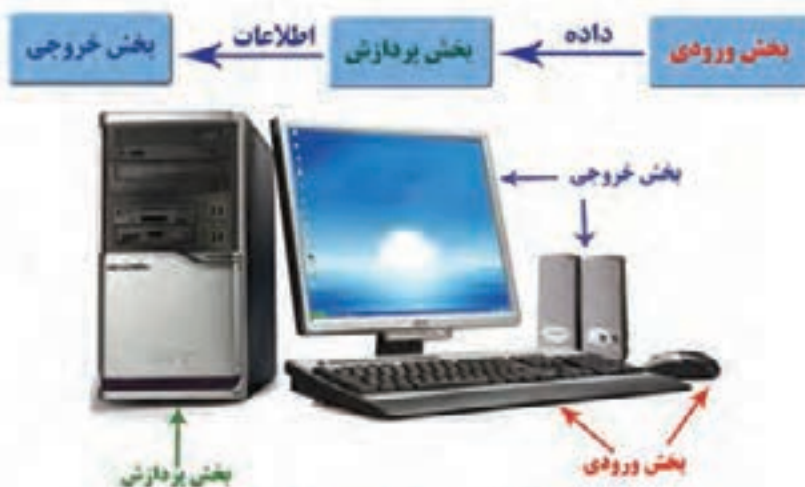 بخش ورودی
داده
بخش پردازش
اطلاعات
بخش خروجی
بخش خروجی
بخش ورودی
بخش پردازش